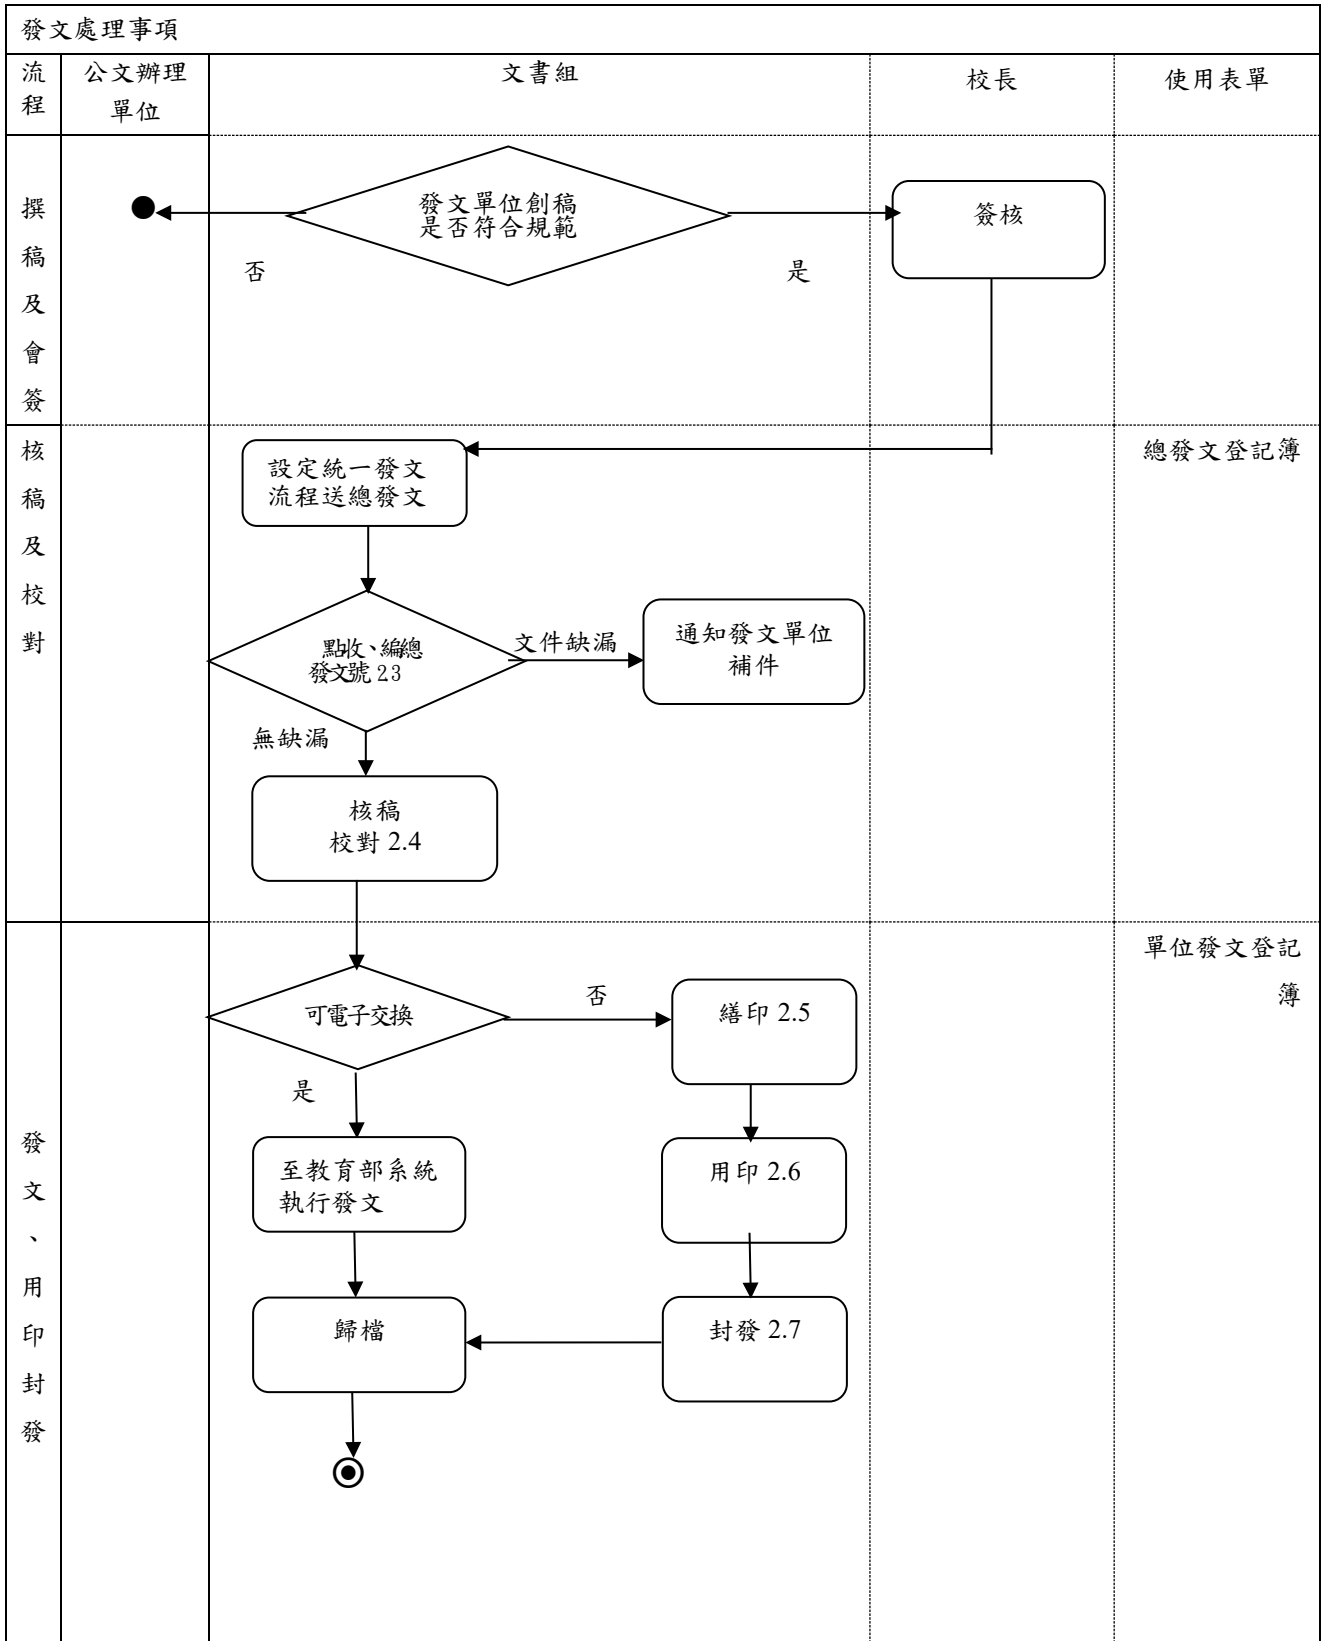 發文處理事項
流程
公文辦理
單位
文書組
校長
使用表單
撰稿及會簽
發文單位創稿
是否符合規範
否
是
簽核
核稿及校對
設定統一發文
流程送總發文
總發文登記簿
點收、編總
發文號 2.3
文件缺漏
通知發文單位
補件
無缺漏
核稿
校對 2.4
發文、用印封發
單位發文登記
簿
可電子交換
否
繕印 2.5
是
至教育部系統
執行發文
用印 2.6
歸檔
封發 2.7